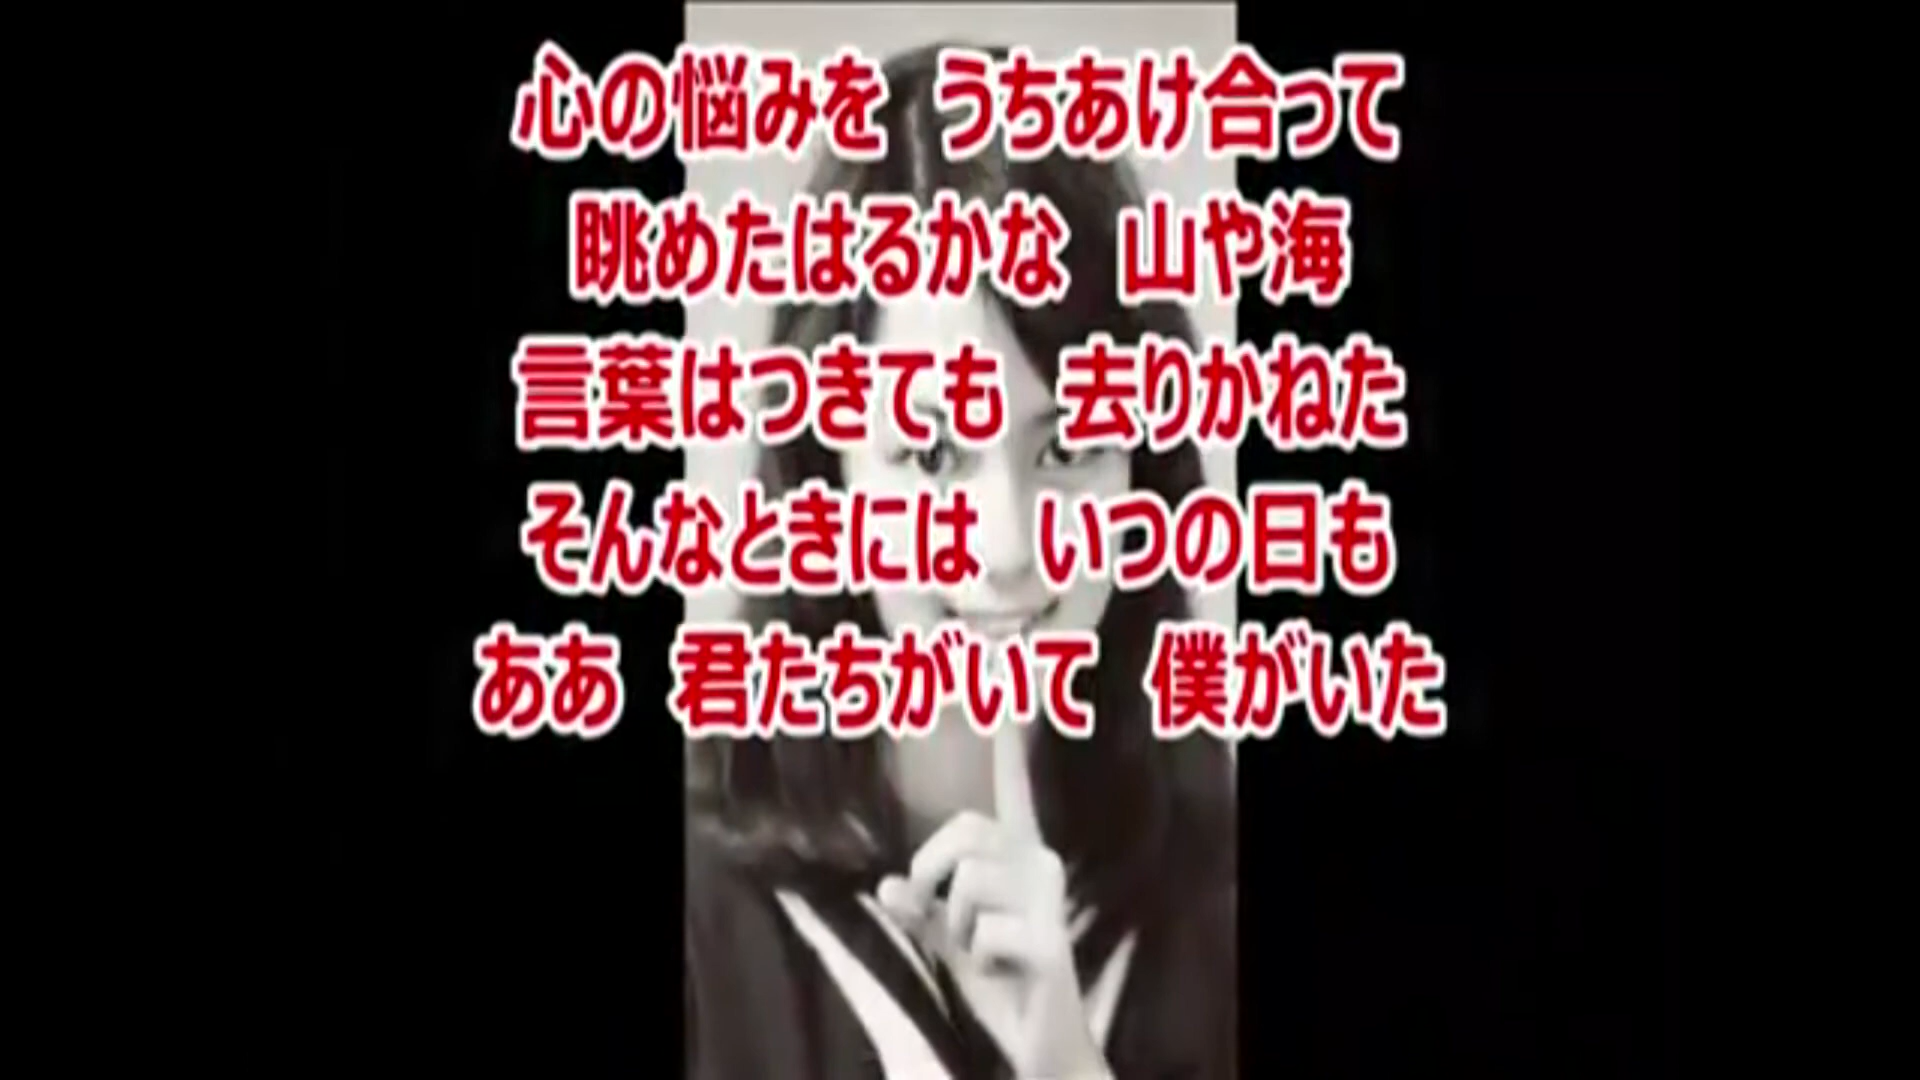 心の悩みを　うちあけ合って
眺めたはるかな　山や海
言葉はつきても　去りかねた
そんなときには　いつの日も
ああ　君たちがいて　僕がいた